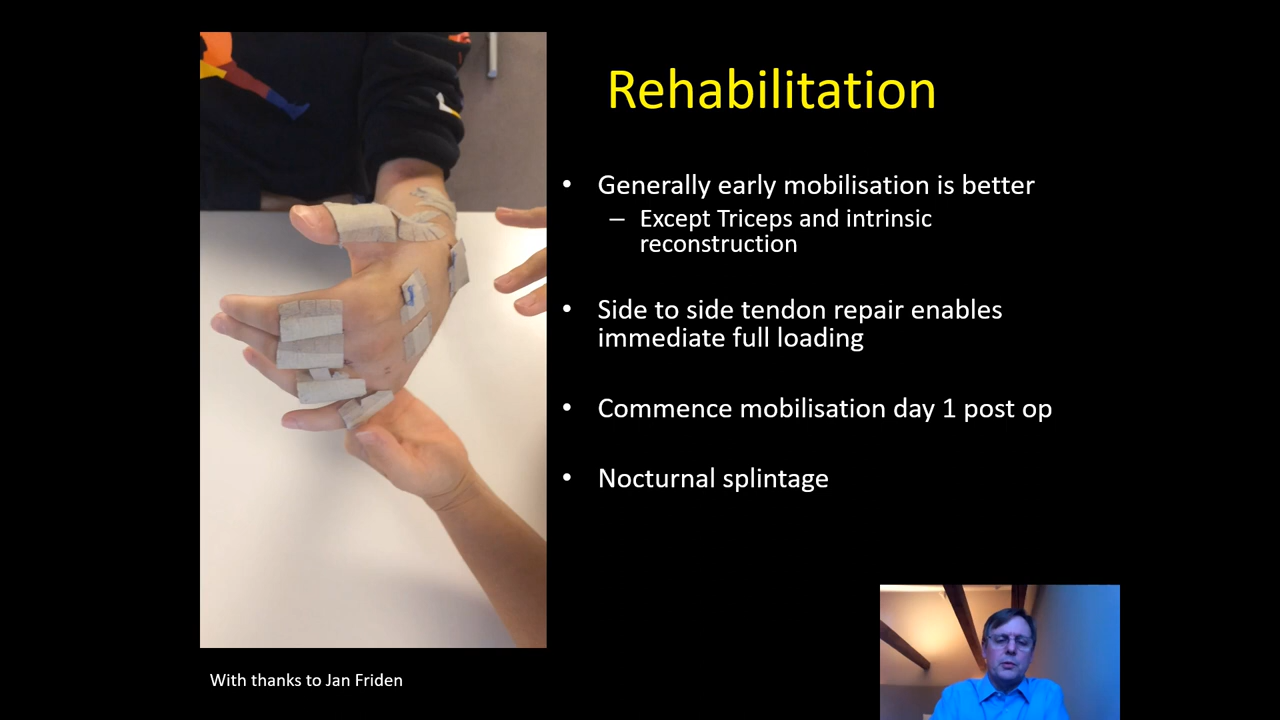 Rehabilitation
• Generally early mobilisation is better
– Except Triceps and intrinsic
reconstruction
• Side to side tendon repair enables
immediate full loading
• Commence mobilisation day 1 post op
• Nocturnal splintage
With thanks to Jan Friden